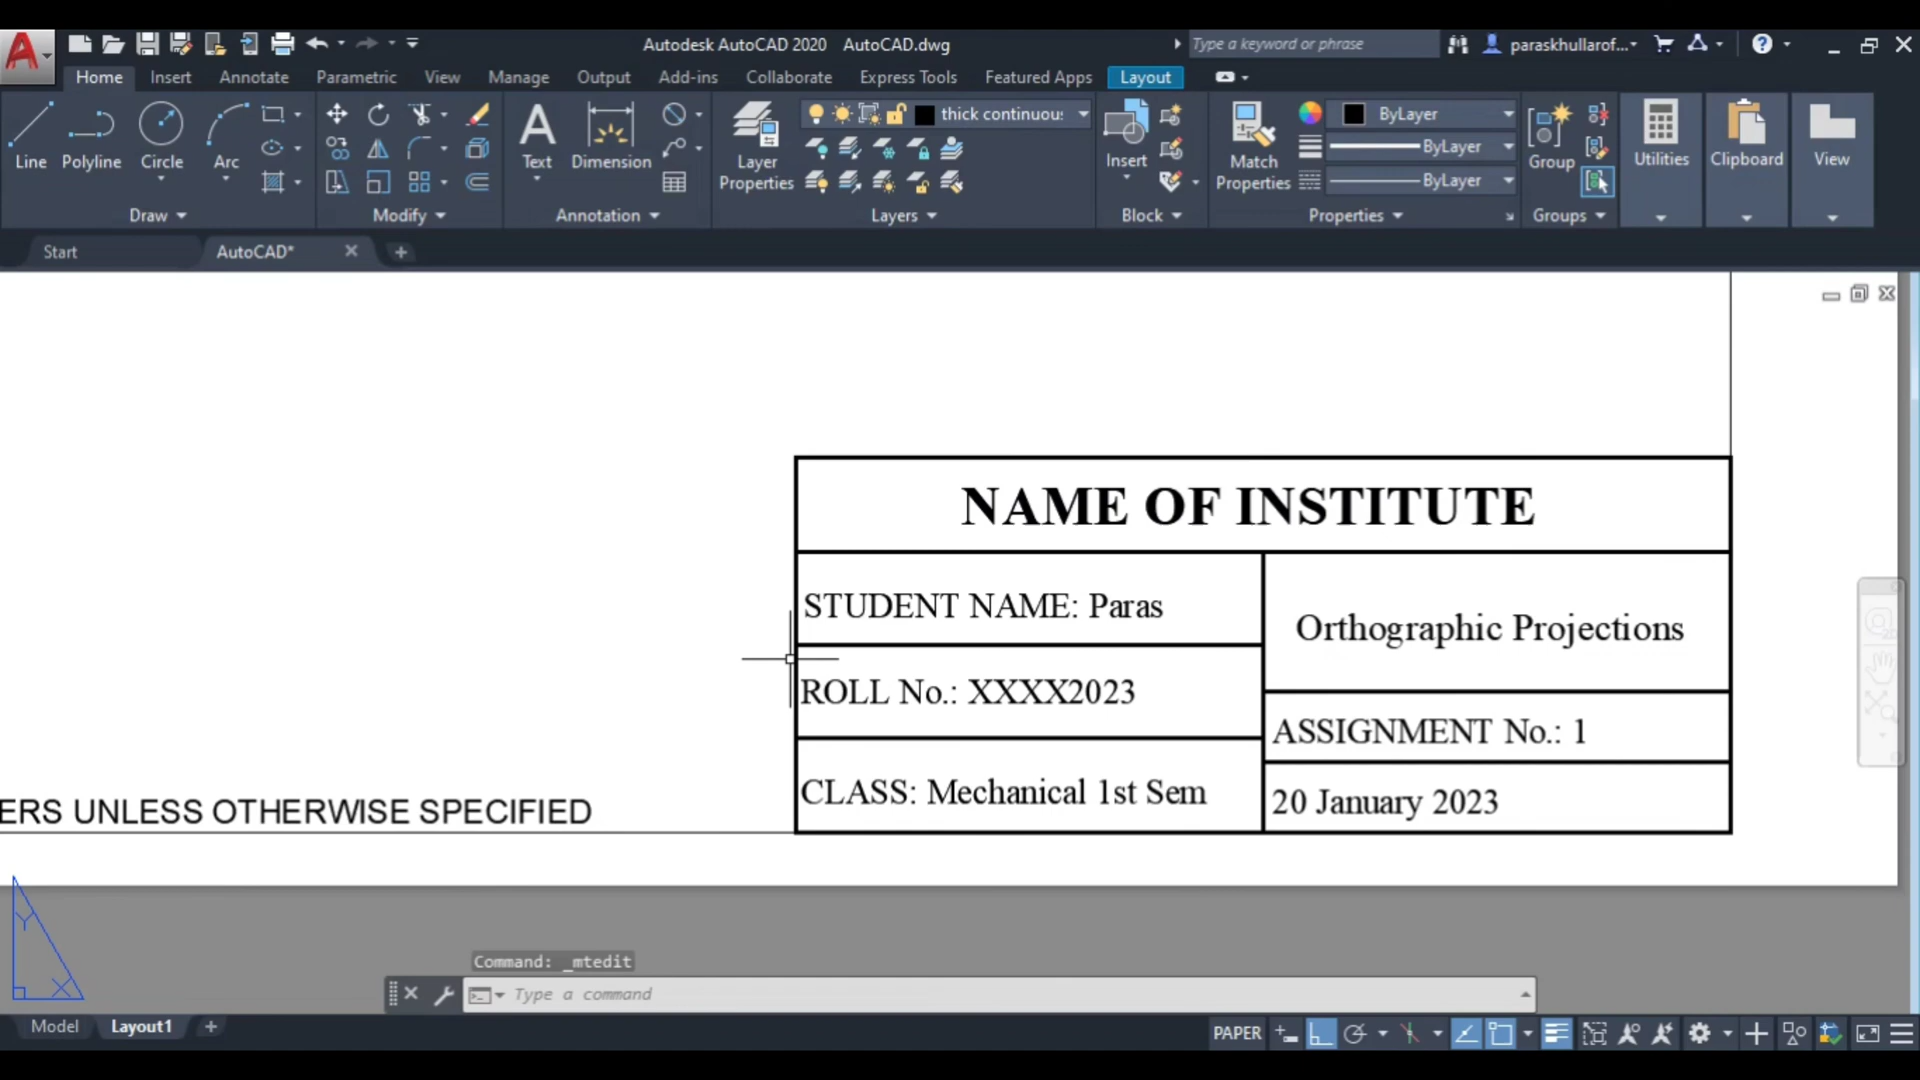 Autodesk AutoCAD 2020 AutoCAD.dwg
Type a keyword or phrase
paraskhullarof...
Home Insert Annotate Parametric View Manage Output Add-ins Collaborate Express Tools Featured Apps Layout
Line Polyline Circle Arc
Draw
Modify
Text Dimension
Annotation
Layer Properties
thick continuou:
Layers
Insert
Block
Match Properties
ByLayer
ByLayer
ByLayer
Properties
Group
Groups
Utilities
Clipboard
View
Start AutoCAD*
NAME OF INSTITUTE
STUDENT NAME: Paras
Orthographic Projections
ROLL No.: XXXX2023
ASSIGNMENT No.: 1
CLASS: Mechanical 1st Sem
20 January 2023
ERS UNLESS OTHERWISE SPECIFIED
Y
X
Command: _mtedit
Type a command
Model Layout1 +
PAPER